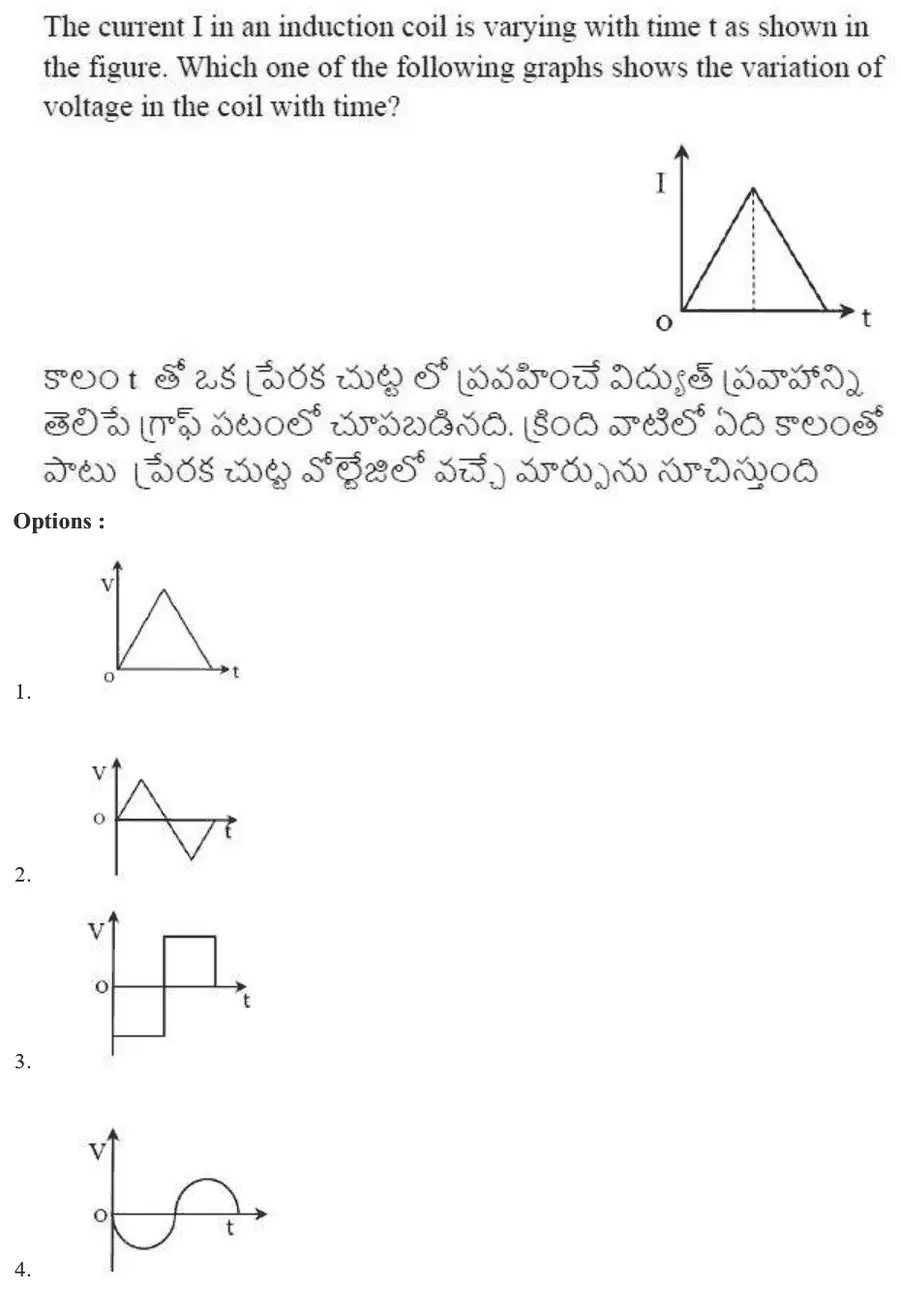 The current I in an induction coil is varying with time t as shown in
the figure. Which one of the following graphs shows the variation of
voltage in the coil with time?
I
O
t
కాలం t తో ఒక ప్రేరక చుట్ట లో ప్రవహించే విద్యుత్ ప్రవాహాన్ని
తెలిపే గ్రాఫ్ పటంలో చూపబడినది. క్రింది వాటిలో ఏది కాలంతో
పాటు ప్రేరక చుట్ట వోల్టేజిలో వచ్చే మార్పును సూచిస్తుంది
Options :
V
O
t
1.
V
O
t
2.
V
O
t
3.
V
O
t
4.